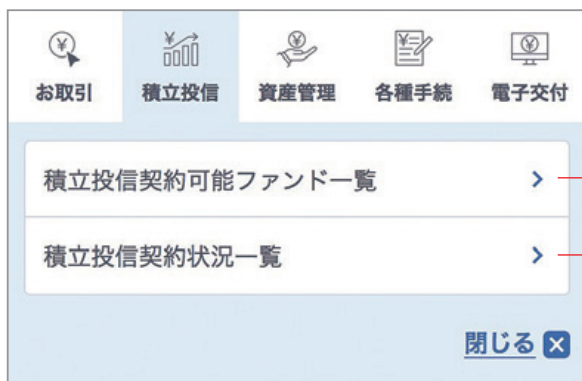 お取引 積立投信 資産管理 各種手続 電子交付
積立投信契約可能ファンド一覧
積立投信契約状況一覧
閉じる